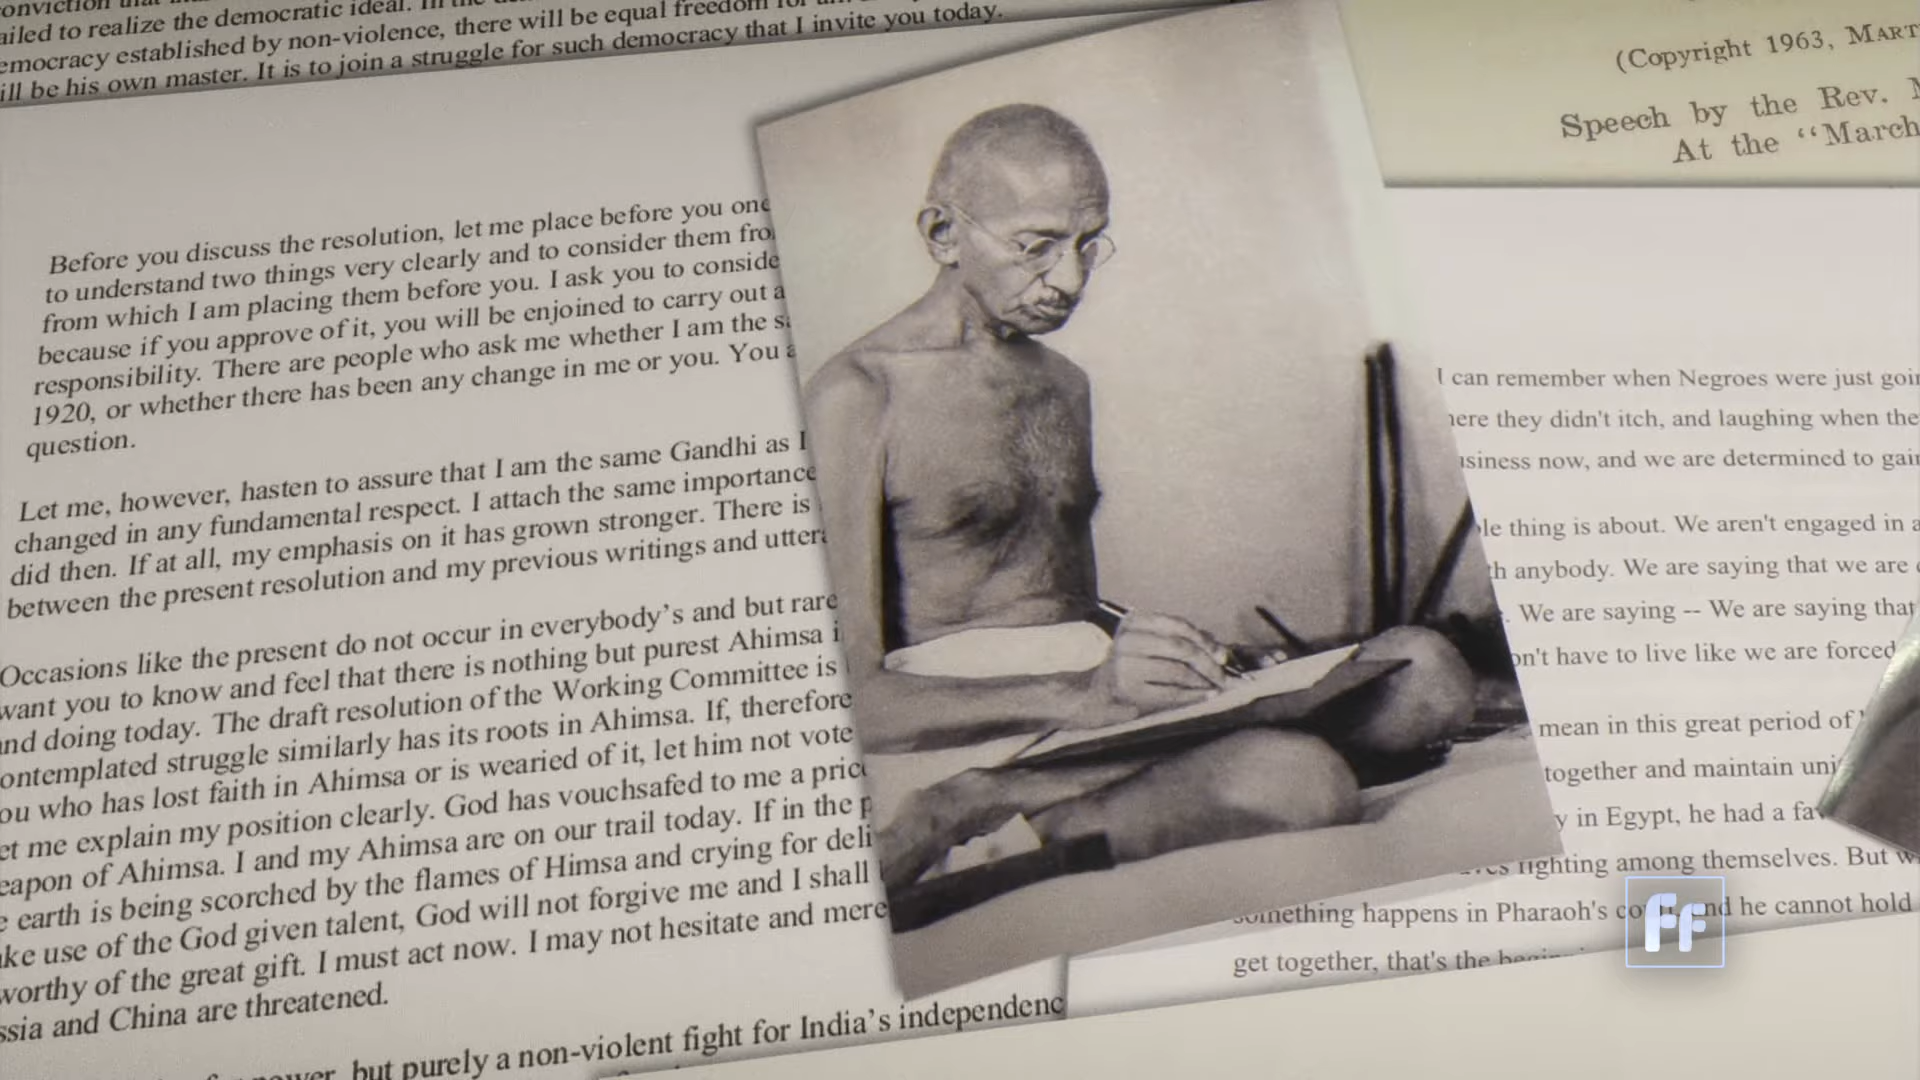 ailed to realize the democratic ideal. In the
emocracy established by non-violence, there will be equal freedom for
ill be his own master. It is to join a struggle for such democracy that I invite you today.
Before you discuss the resolution, let me place before you one
to understand two things very clearly and to consider them fro
from which I am placing them before you. I ask you to conside
because if you approve of it, you will be enjoined to carry out a
responsibility. There are people who ask me whether I am the sa
1920, or whether there has been any change in me or you. You a
question.
Let me, however, hasten to assure that I am the same Gandhi as I
changed in any fundamental respect. I attach the same importance
did then. If at all, my emphasis on it has grown stronger. There is
between the present resolution and my previous writings and uttera
Occasions like the present do not occur in everybody’s and but rare
want you to know and feel that there is nothing but purest Ahimsa i
nd doing today. The draft resolution of the Working Committee is
ontemplated struggle similarly has its roots in Ahimsa. If, therefore
ou who has lost faith in Ahimsa or is wearied of it, let him not vote
et me explain my position clearly. God has vouchsafed to me a price
eapon of Ahimsa. I and my Ahimsa are on our trail today. If in the p
e earth is being scorched by the flames of Himsa and crying for deli
ke use of the God given talent, God will not forgive me and I shall
worthy of the great gift. I must act now. I may not hesitate and mere
ssia and China are threatened.
power, but purely a non-violent fight for India’s independenc
(Copyright 1963, MART
Speech by the Rev. M
At the “March
I can remember when Negroes were just goin
here they didn't itch, and laughing when the
usiness now, and we are determined to gain
le thing is about. We aren't engaged in a
th anybody. We are saying that we are
. We are saying -- We are saying that
on't have to live like we are forced
mean in this great period of
together and maintain uni
y in Egypt, he had a fav
fighting among themselves. But w
something happens in Pharaoh's court, and he cannot hold
get together, that's the
FF